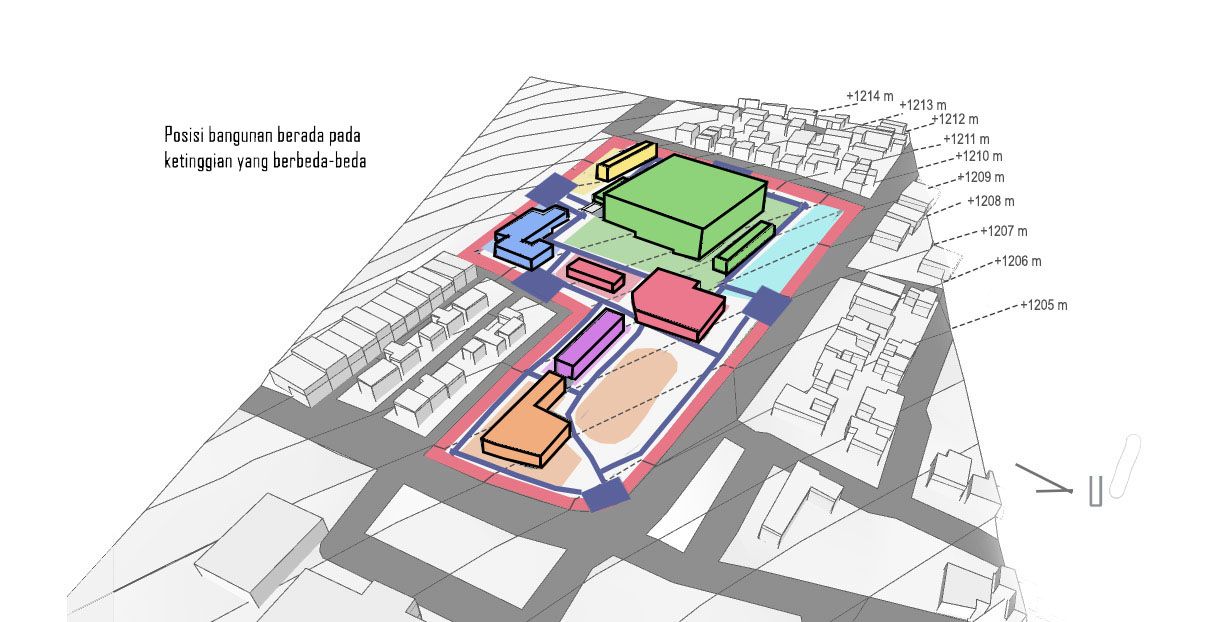 Posisi bangunan berada pada
ketinggian yang berbeda-beda
+1214 m
+1213 m
+1212 m
+1211 m
+1210 m
+1209 m
+1208 m
+1207 m
+1206 m
+1205 m